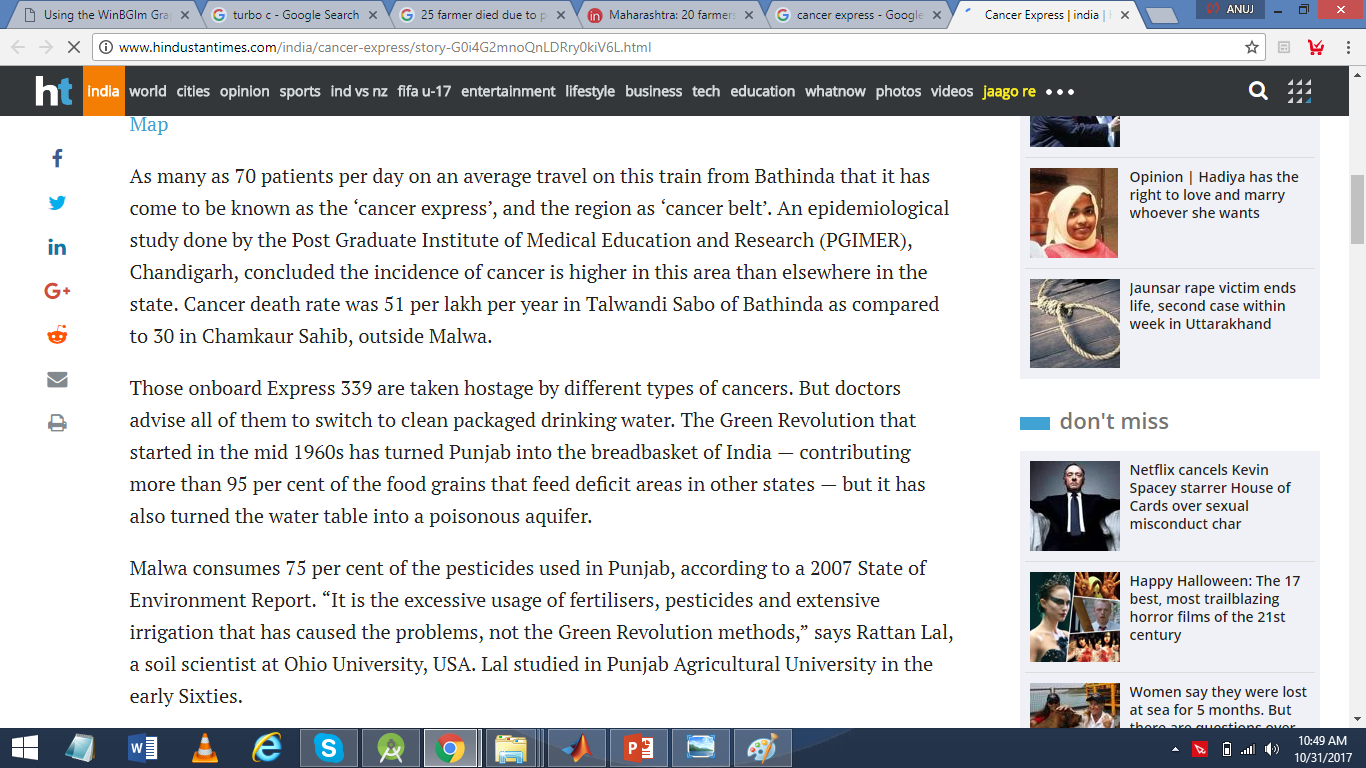 Using the WinBGIm Gra
turbo c - Google Search
25 farmer died due to p
Maharashtra: 20 farmers
cancer express - Google
Cancer Express | india |
ANUJ
www.hindustantimes.com/india/cancer-express/story-G0i4G2mnoQnLDRry0kiV6L.html
ht
india world cities opinion sports ind vs nz fifa u-17 entertainment lifestyle business tech education whatnow photos videos jaago re
Map
As many as 70 patients per day on an average travel on this train from Bathinda that it has
come to be known as the ‘cancer express’, and the region as ‘cancer belt’. An epidemiological
study done by the Post Graduate Institute of Medical Education and Research (PGIMER),
Chandigarh, concluded the incidence of cancer is higher in this area than elsewhere in the
state. Cancer death rate was 51 per lakh per year in Talwandi Sabo of Bathinda as compared
to 30 in Chamkaur Sahib, outside Malwa.
Those onboard Express 339 are taken hostage by different types of cancers. But doctors
advise all of them to switch to clean packaged drinking water. The Green Revolution that
started in the mid 1960s has turned Punjab into the breadbasket of India — contributing
more than 95 per cent of the food grains that feed deficit areas in other states — but it has
also turned the water table into a poisonous aquifer.
Malwa consumes 75 per cent of the pesticides used in Punjab, according to a 2007 State of
Environment Report. “It is the excessive usage of fertilisers, pesticides and extensive
irrigation that has caused the problems, not the Green Revolution methods,” says Rattan Lal,
a soil scientist at Ohio University, USA. Lal studied in Punjab Agricultural University in the
early Sixties.
Opinion | Hadiya has the
right to love and marry
whoever she wants
Jaunsar rape victim ends
life, second case within
week in Uttarakhand
don't miss
Netflix cancels Kevin
Spacey starrer House of
Cards over sexual
misconduct char
Happy Halloween: The 17
best, most trailblazing
horror films of the 21st
century
Women say they were lost
at sea for 5 months. But
there are questions over
10:49 AM
10/31/2017